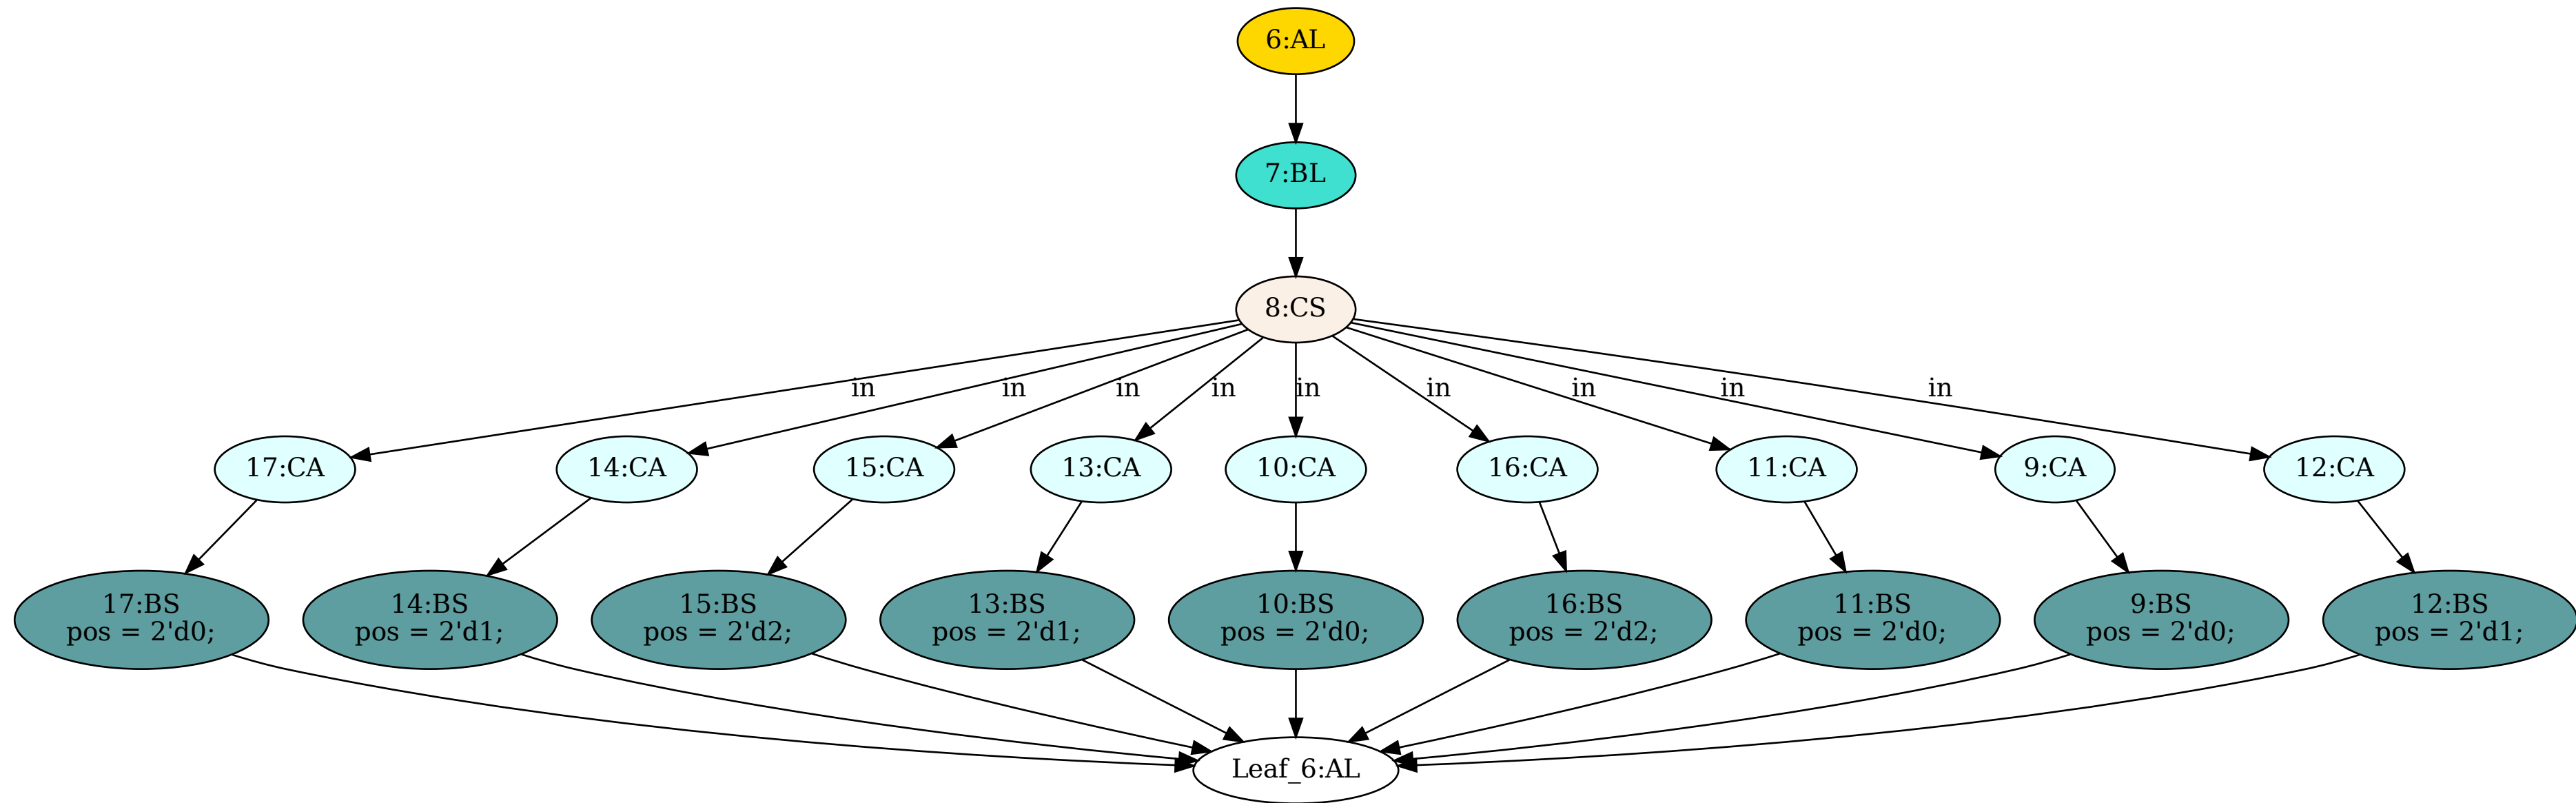 6:AL
7:BL
8:CS
in in in in in in in in in
17:CA 14:CA 15:CA 13:CA 10:CA 16:CA 11:CA 9:CA 12:CA
17:BS 14:BS 15:BS 13:BS 10:BS 16:BS 11:BS 9:BS 12:BS
pos = 2'd0; pos = 2'd1; pos = 2'd2; pos = 2'd1; pos = 2'd0; pos = 2'd2; pos = 2'd0; pos = 2'd0; pos = 2'd1;
Leaf_6:AL